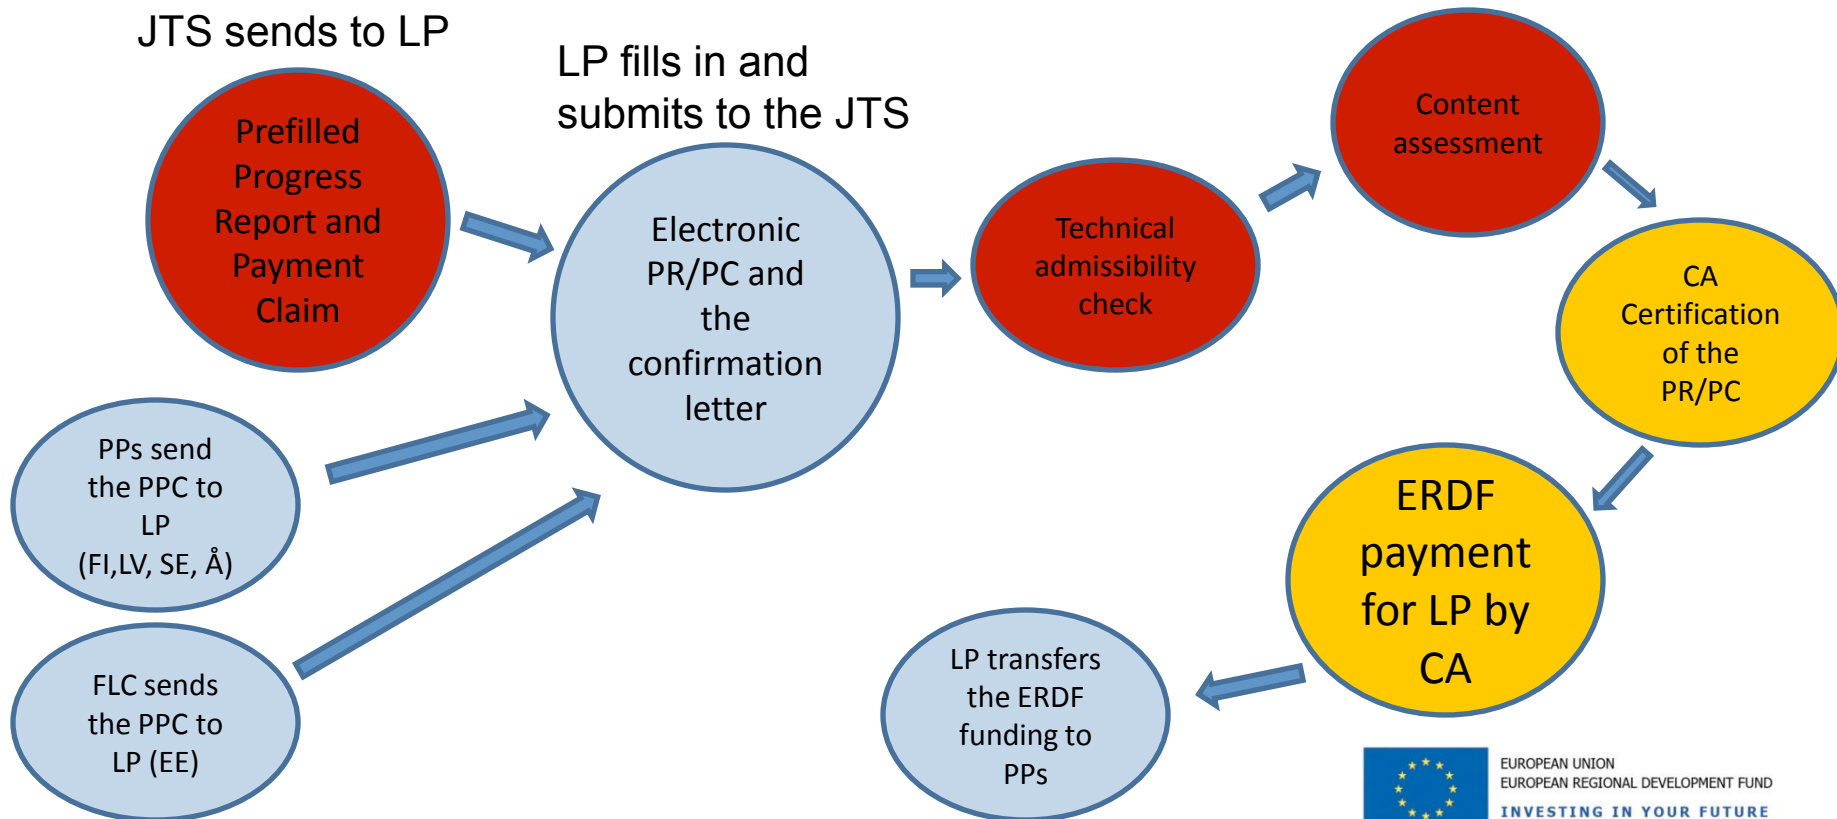 JTS sends to LP
Prefilled
Progress
Report and
Payment
Claim
LP fills in and
submits to the JTS
Electronic
PR/PC and
the
confirmation
letter
PPs send
the PPC to
LP
(FI,LV, SE, Å)
FLC sends
the PPC to
LP (EE)
Technical
admissibility
check
Content
assessment
CA
Certification
of the
PR/PC
ERDF
payment
for LP by
CA
LP transfers
the ERDF
funding to
PPs
EUROPEAN UNION
EUROPEAN REGIONAL DEVELOPMENT FUND
INVESTING IN YOUR FUTURE